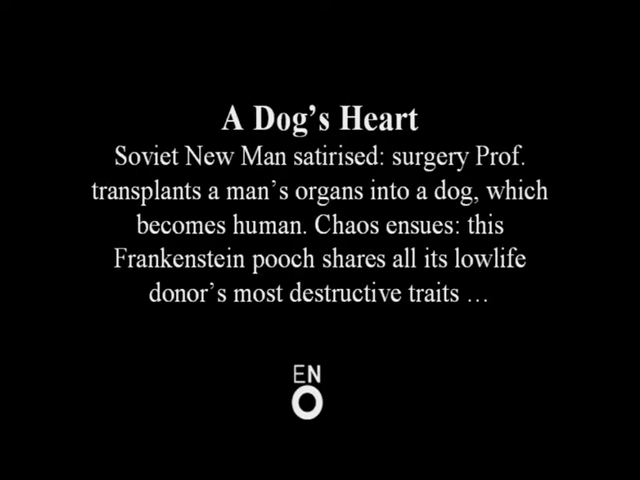 A Dog’s Heart
Soviet New Man satirised: surgery Prof.
transplants a man’s organs into a dog, which
becomes human. Chaos ensues: this
Frankenstein pooch shares all its lowlife
donor’s most destructive traits …
EN
O